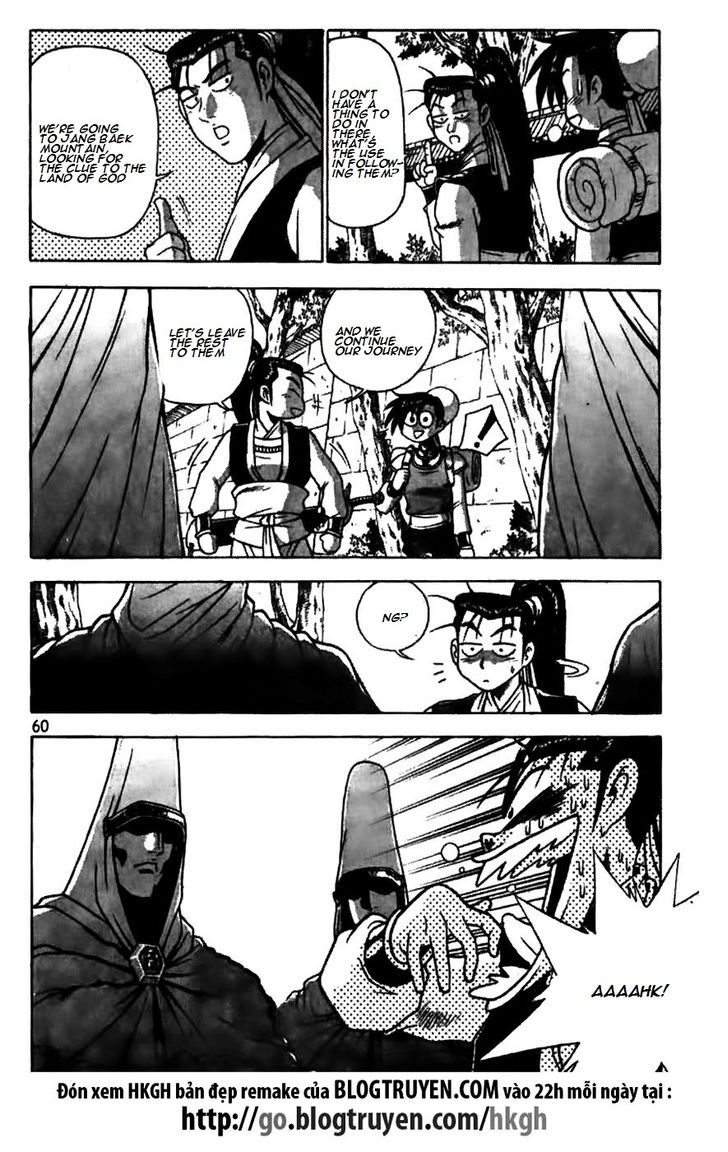 WE'RE GOING
TO JANG BAEK
MOUNTAIN,
LOOKING FOR
THE CLUE TO THE
LAND OF GOD
I DON'T
HAVE A
THING TO
DO IN
THERE,
WHAT'S
THE USE
IN FOLLOW-
ING THEM?
LET'S LEAVE
THE REST
TO THEM
AND WE
CONTINUE
OUR JOURNEY
!
NG?
60
AAAAHK!
Đón xem HKGH bản đẹp remake của BLOGTRUYEN.COM vào 22h mỗi ngày tại :
http://go.blogtruyen.com/hkgh